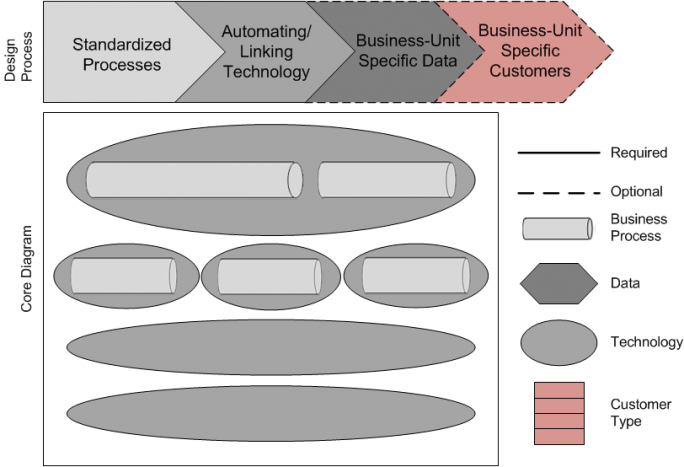 Design
Process
Standardized
Processes
Automating/
Linking
Technology
Business-Unit
Specific Data
Business-Unit
Specific
Customers
Core Diagram
Required
Optional
Business
Process
Data
Technology
Customer
Type